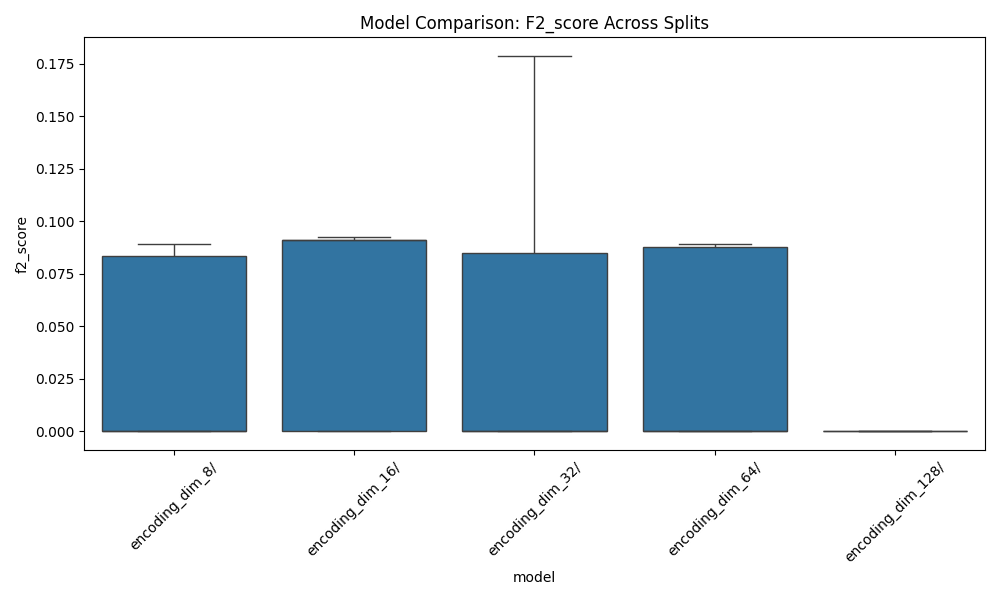 Model Comparison: F2_score Across Splits
f2_score
0.175
0.150
0.125
0.100
0.075
0.050
0.025
0.000
encoding_dim_8/
encoding_dim_16/
encoding_dim_32/
encoding_dim_64/
encoding_dim_128/
model